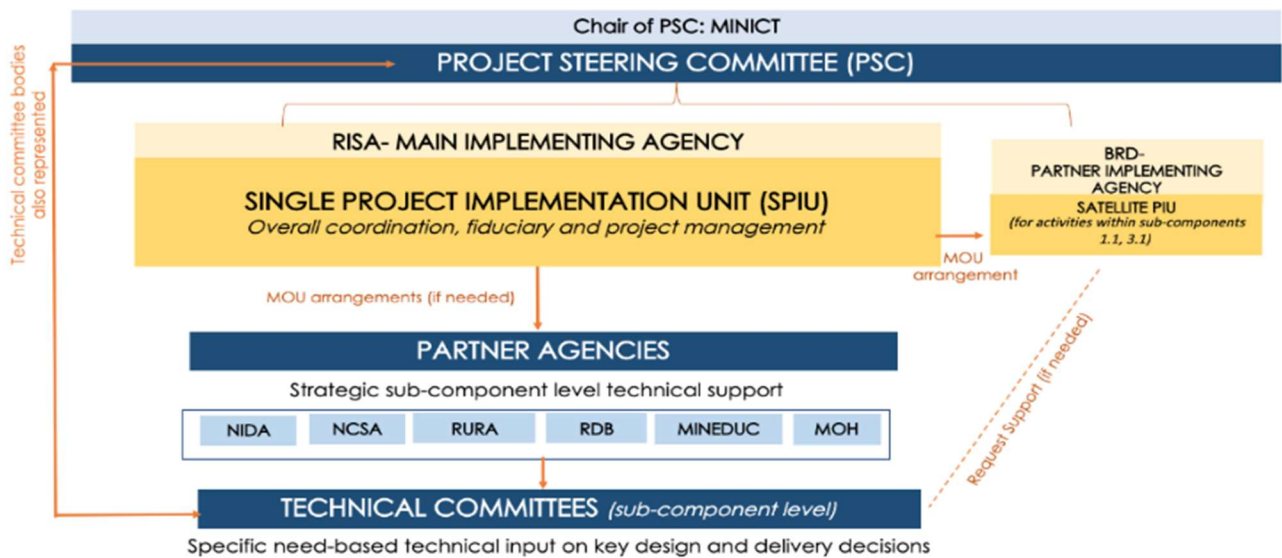 Chair of PSC: MINICT
PROJECT STEERING COMMITTEE (PSC)
Technical committee bodies
also represented
RISA- MAIN IMPLEMENTING AGENCY
SINGLE PROJECT IMPLEMENTATION UNIT (SPIU)
Overall coordination, fiduciary and project management
BRD-
PARTNER IMPLEMENTING
AGENCY
SATELLITE PIU
(for activities within sub-components
1.1, 3.1)
MOU
arrangement
MOU arrangements (if needed)
PARTNER AGENCIES
Strategic sub-component level technical support
NIDA
NCSA
RURA
RDB
MINEDUC
MOH
Request Support (if needed)
TECHNICAL COMMITTEES (sub-component level)
Specific need-based technical input on key design and delivery decisions